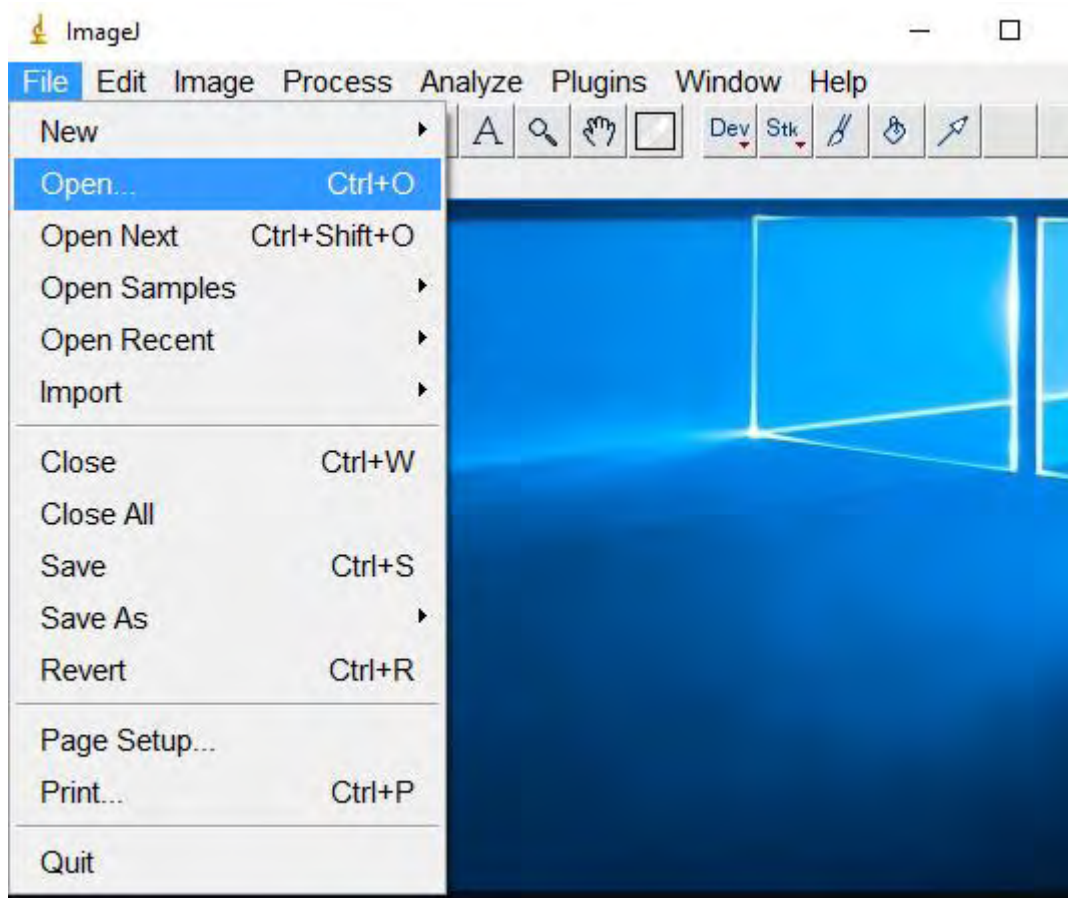 ImageJ
File Edit Image Process Analyze Plugins Window Help
A Dev Stk
New
Open... Ctrl+O
Open Next Ctrl+Shift+O
Open Samples
Open Recent
Import
Close Ctrl+W
Close All
Save Ctrl+S
Save As
Revert Ctrl+R
Page Setup...
Print... Ctrl+P
Quit